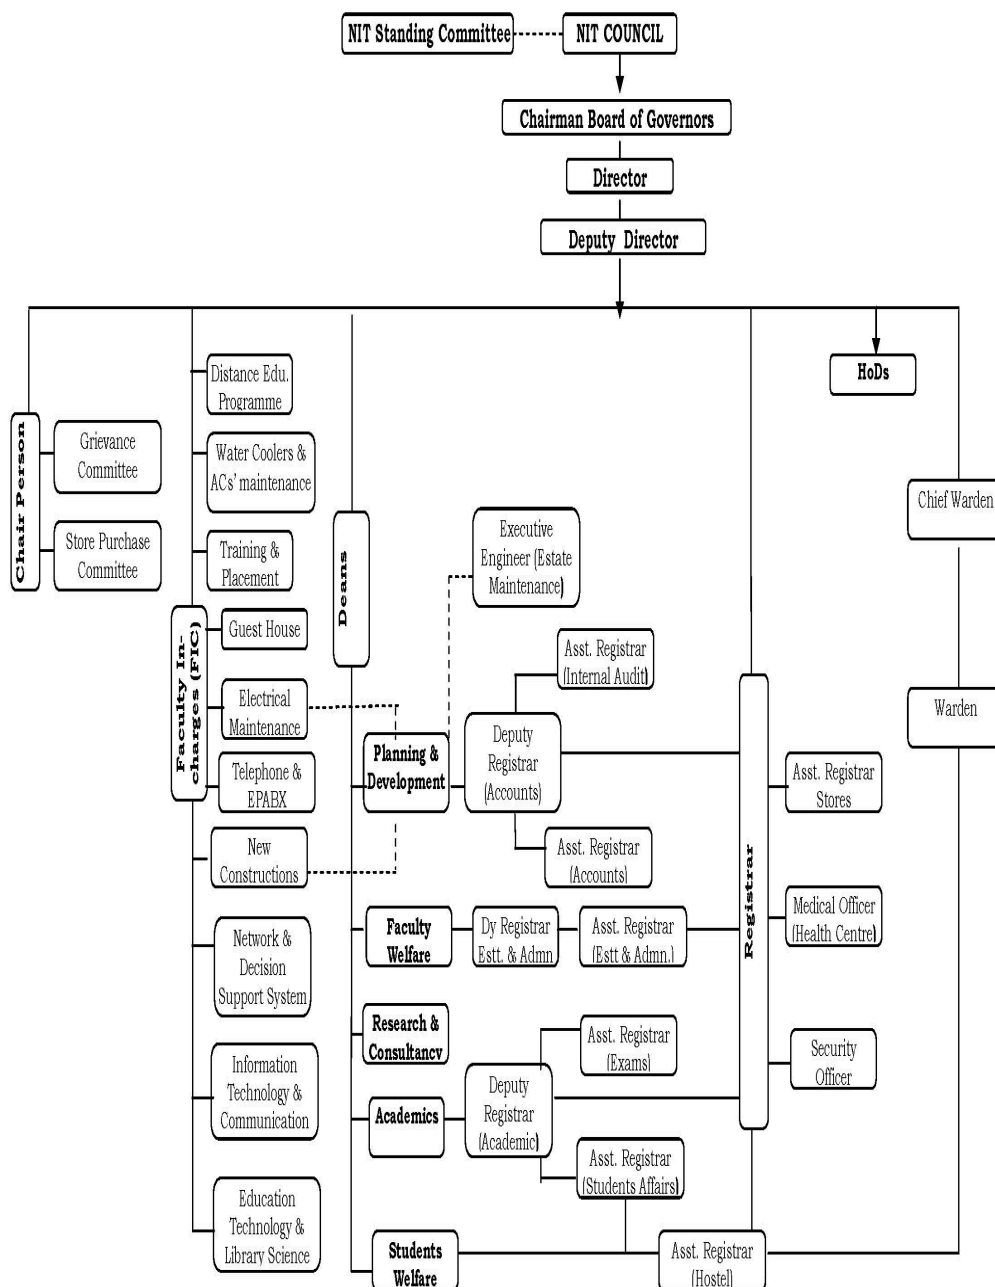 NIT Standing Committee
NIT COUNCIL
Chairman Board of Governors
Director
Deputy Director
HoDs
Chair Person
Grievance
Committee
Store Purchase
Committee
Faculty In-
charges (FIC)
Distance Edu.
Programme
Water Coolers &
ACs' maintenance
Training &
Placement
Guest House
Electrical
Maintenance
Telephone &
EPABX
New
Constructions
Network &
Decision
Support System
Information
Technology &
Communication
Education
Technology &
Library Science
Deans
Executive
Engineer (Estate
Maintenance)
Asst. Registrar
(Internal Audit)
Planning &
Development
Deputy
Registrar
(Accounts)
Asst. Registrar
(Accounts)
Faculty
Welfare
Dy Registrar
Estt. & Admn
Asst. Registrar
(Estt & Admn.)
Research &
Consultancy
Asst. Registrar
(Exams)
Academics
Deputy
Registrar
(Academic)
Asst. Registrar
(Students Affairs)
Students
Welfare
Asst. Registrar
(Hostel)
Registrar
Asst. Registrar
Stores
Medical Officer
(Health Centre)
Security
Officer
Chief Warden
Warden